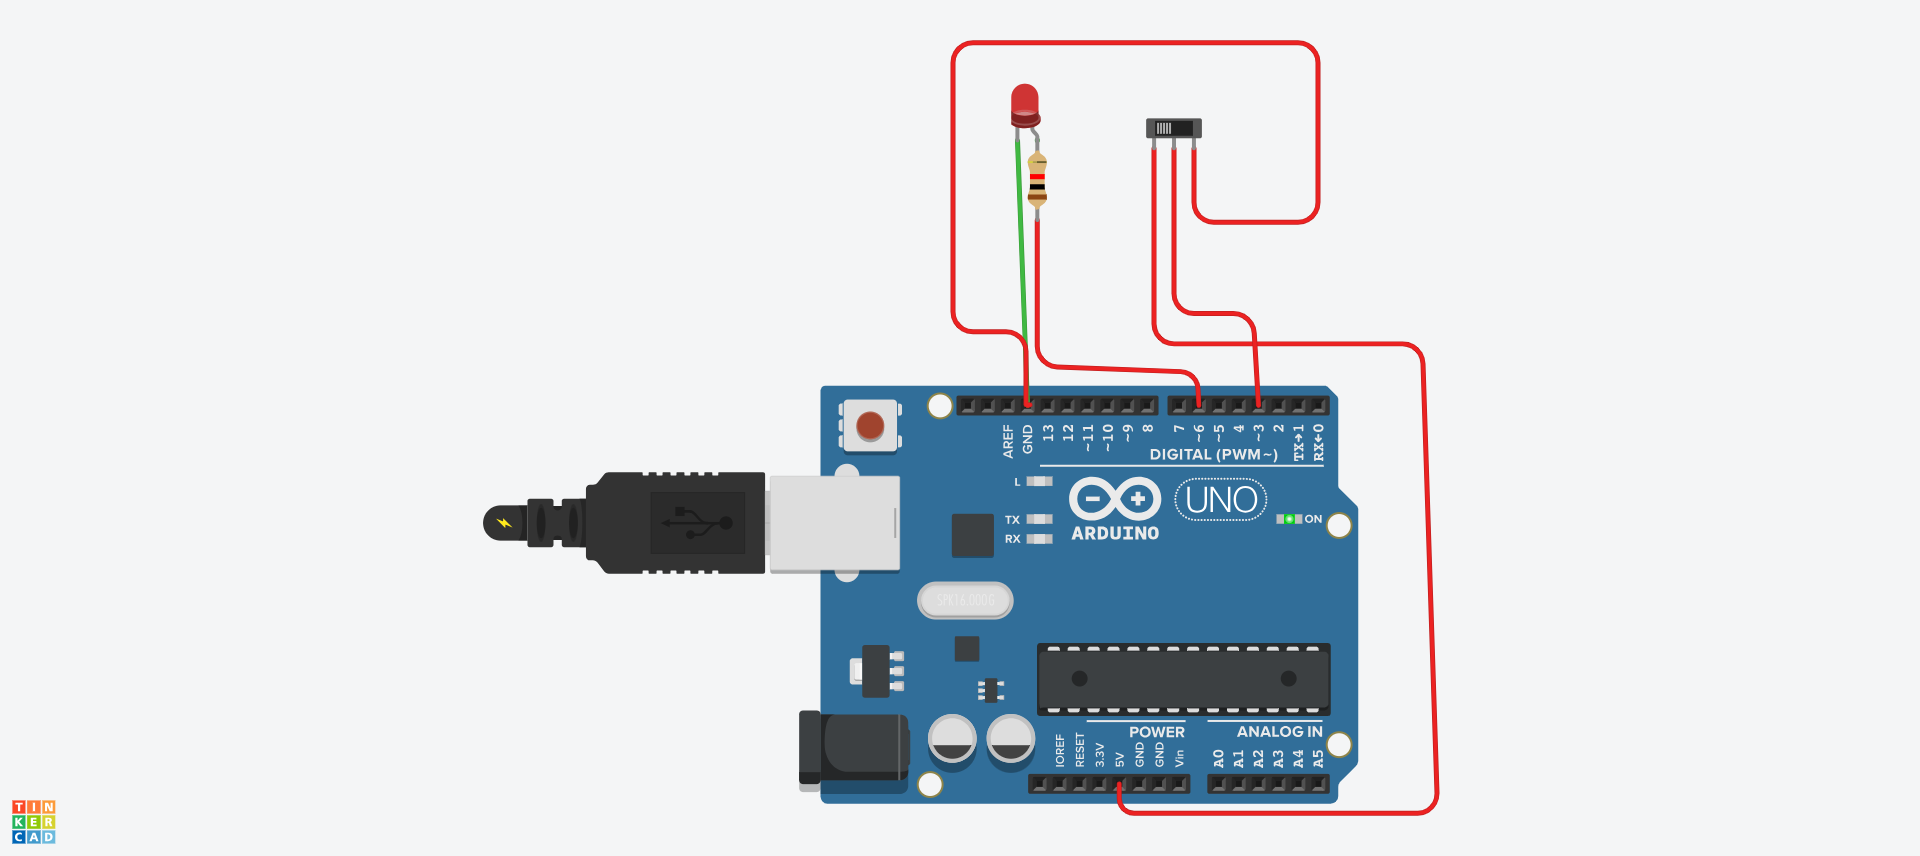 AREF
GND
13
12
~11
~10
~9
8
7
~6
~5
4
~3
2
TX→1
RX←0
DIGITAL (PWM~)
L
TX
RX
ARDUINO
UNO
ON
SPK16.000G
POWER
ANALOG IN
IOREF
RESET
3.3V
5V
GND
GND
Vin
A0
A1
A2
A3
A4
A5
TIN
KER
CAD